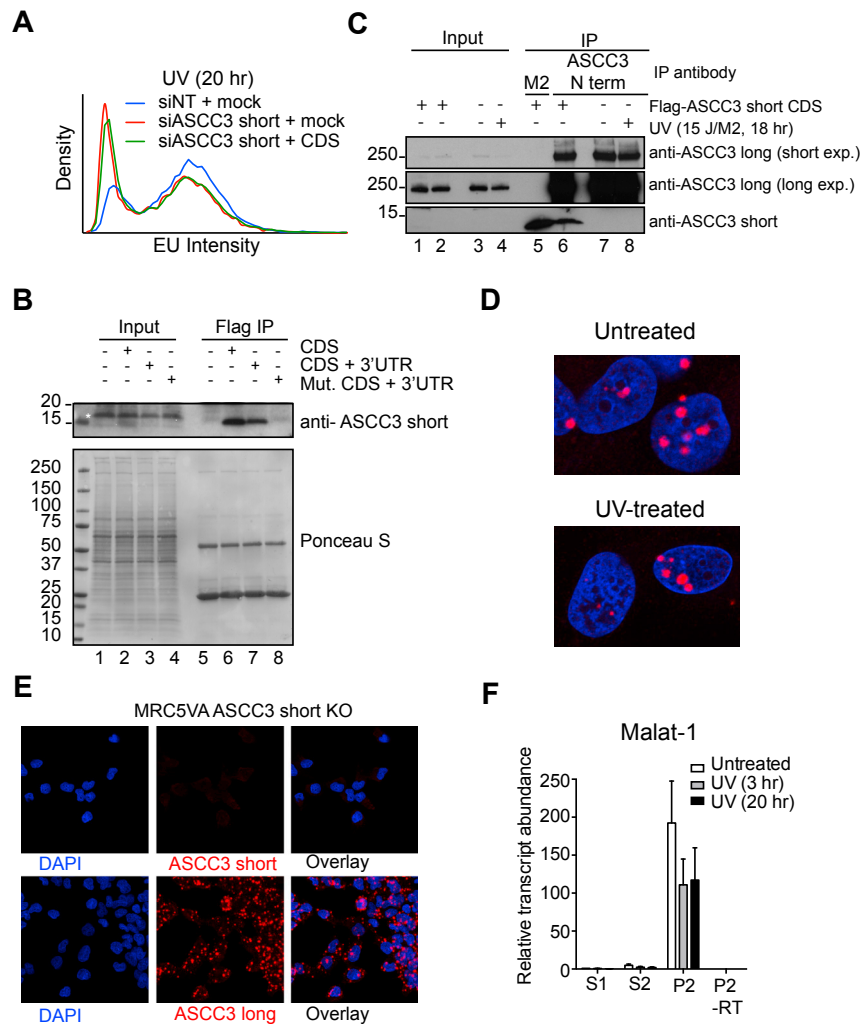 A
UV (20 hr)
siNT + mock
siASCC3 short + mock
siASCC3 short + CDS
Density
EU Intensity
B
Input Flag IP
- + - - - + - - CDS
- - + - - - + - CDS + 3'UTR
- - - + - - - + Mut. CDS + 3'UTR
20
15
*
anti- ASCC3 short
250
150
100
75
50
37
25
20
15
10
Ponceau S
1 2 3 4 5 6 7 8
C
Input IP
M2 ASCC3 N term IP antibody
+ + - - + + - - Flag-ASCC3 short CDS
- + - + - - - + UV (15 J/M2, 18 hr)
250 anti-ASCC3 long (short exp.)
250 anti-ASCC3 long (long exp.)
15 anti-ASCC3 short
1 2 3 4 5 6 7 8
D
Untreated
UV-treated
E
MRC5VA ASCC3 short KO
DAPI ASCC3 short Overlay
DAPI ASCC3 long Overlay
F
Malat-1
Untreated
UV (3 hr)
UV (20 hr)
Relative transcript abundance
250
200
150
100
50
0
S1 S2 P2 P2
-RT